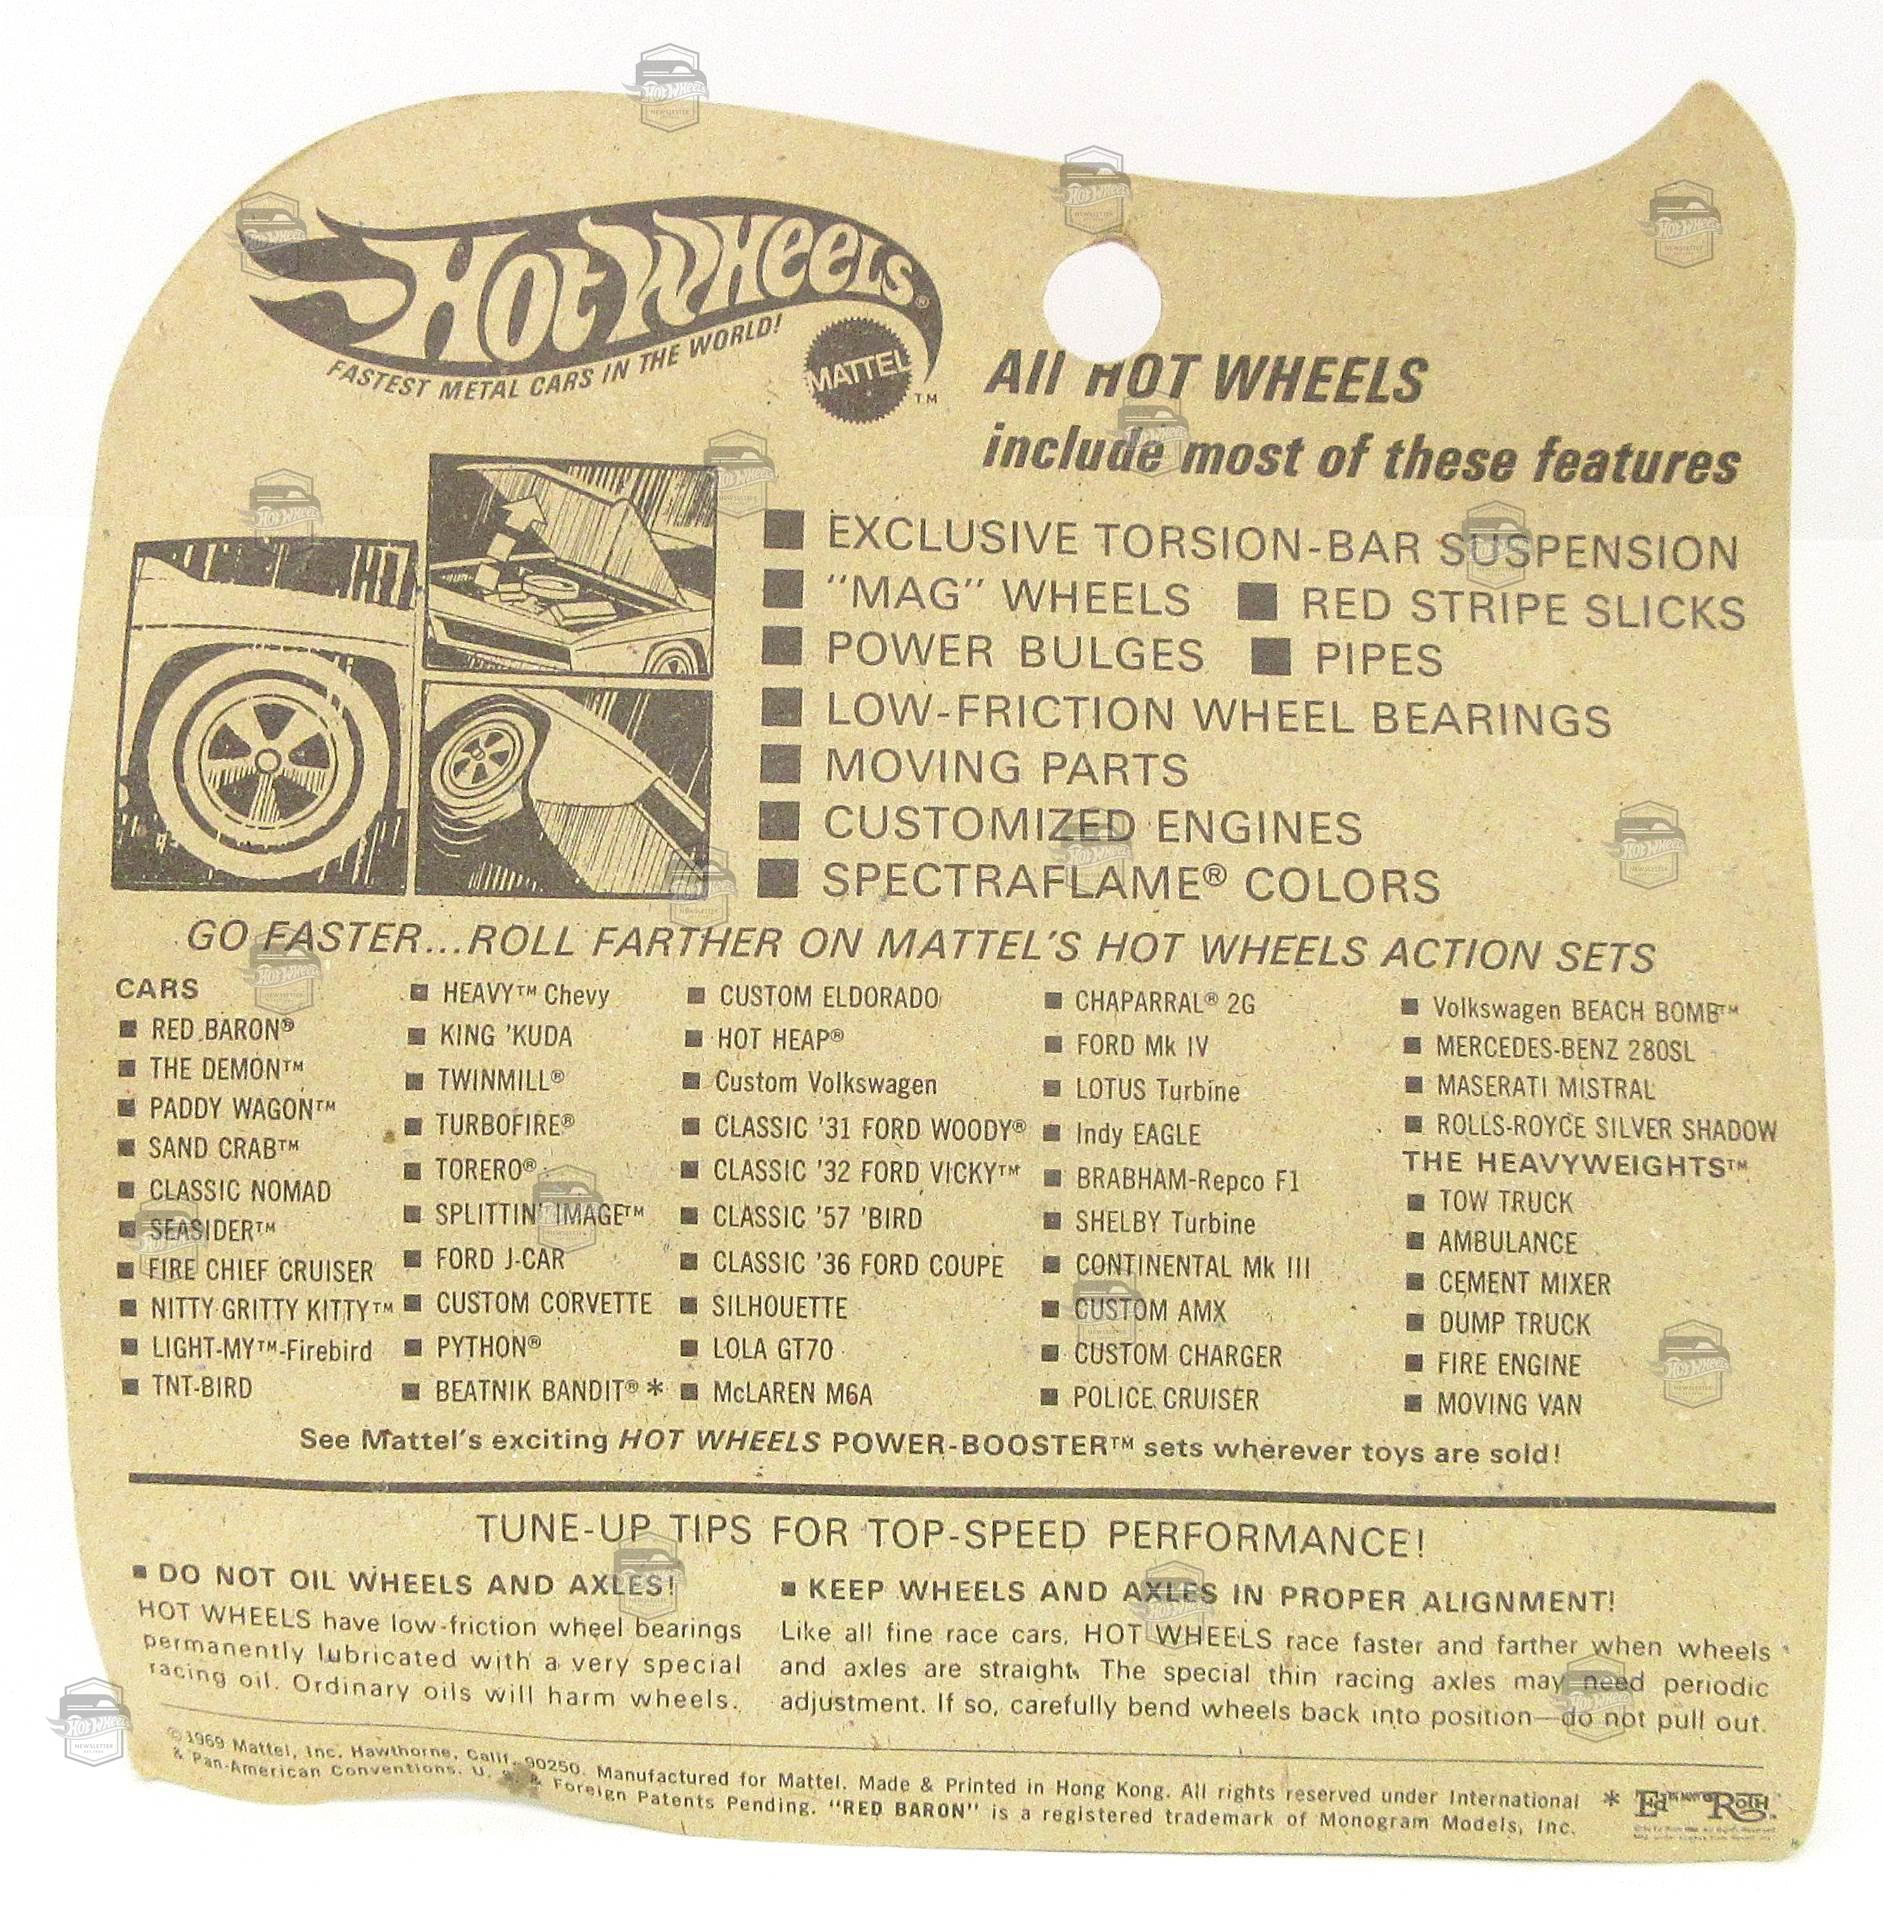 Hot Wheels®
FASTEST METAL CARS IN THE WORLD!
MATTEL
TM
All HOT WHEELS
include most of these features
■ EXCLUSIVE TORSION-BAR SUSPENSION
■ "MAG" WHEELS ■ RED STRIPE SLICKS
■ POWER BULGES ■ PIPES
■ LOW-FRICTION WHEEL BEARINGS
■ MOVING PARTS
■ CUSTOMIZED ENGINES
■ SPECTRAFLAME® COLORS
GO FASTER...ROLL FARTHER ON MATTEL'S HOT WHEELS ACTION SETS
CARS
■ RED BARON®
■ THE DEMON™
■ PADDY WAGON™
■ SAND CRAB™
■ CLASSIC NOMAD
■ SEASIDER™
■ FIRE CHIEF CRUISER
■ NITTY GRITTY KITTY™
■ LIGHT-MY™-Firebird
■ TNT-BIRD
■ HEAVY™ Chevy
■ KING 'KUDA
■ TWINMILL®
■ TURBOFIRE®
■ TORERO®
■ SPLITTIN' IMAGE™
■ FORD J-CAR
■ CUSTOM CORVETTE
■ PYTHON®
■ BEATNIK BANDIT® *
■ CUSTOM ELDORADO
■ HOT HEAP®
■ Custom Volkswagen
■ CLASSIC '31 FORD WOODY®
■ CLASSIC '32 FORD VICKY™
■ CLASSIC '57 'BIRD
■ CLASSIC '36 FORD COUPE
■ SILHOUETTE
■ LOLA GT70
■ McLAREN M6A
■ CHAPARRAL® 2G
■ FORD Mk IV
■ LOTUS Turbine
■ Indy EAGLE
■ BRABHAM-Repco F1
■ SHELBY Turbine
■ CONTINENTAL Mk III
■ CUSTOM AMX
■ CUSTOM CHARGER
■ POLICE CRUISER
■ Volkswagen BEACH BOMB™
■ MERCEDES-BENZ 280SL
■ MASERATI MISTRAL
■ ROLLS-ROYCE SILVER SHADOW
THE HEAVYWEIGHTS™
■ TOW TRUCK
■ AMBULANCE
■ CEMENT MIXER
■ DUMP TRUCK
■ FIRE ENGINE
■ MOVING VAN
See Mattel's exciting HOT WHEELS POWER-BOOSTER™ sets wherever toys are sold!
TUNE-UP TIPS FOR TOP-SPEED PERFORMANCE!
■ DO NOT OIL WHEELS AND AXLES!
HOT WHEELS have low-friction wheel bearings
permanently lubricated with a very special
racing oil. Ordinary oils will harm wheels.
■ KEEP WHEELS AND AXLES IN PROPER ALIGNMENT!
Like all fine race cars, HOT WHEELS race faster and farther when wheels
and axles are straight. The special thin racing axles may need periodic
adjustment. If so, carefully bend wheels back into position—do not pull out.
©1969 Mattel, Inc. Hawthorne, Calif. 90250. Manufactured for Mattel. Made & Printed in Hong Kong. All rights reserved under International
& Pan-American Conventions. U. S. & Foreign Patents Pending. "RED BARON" is a registered trademark of Monogram Models, Inc.
* Ed Roth